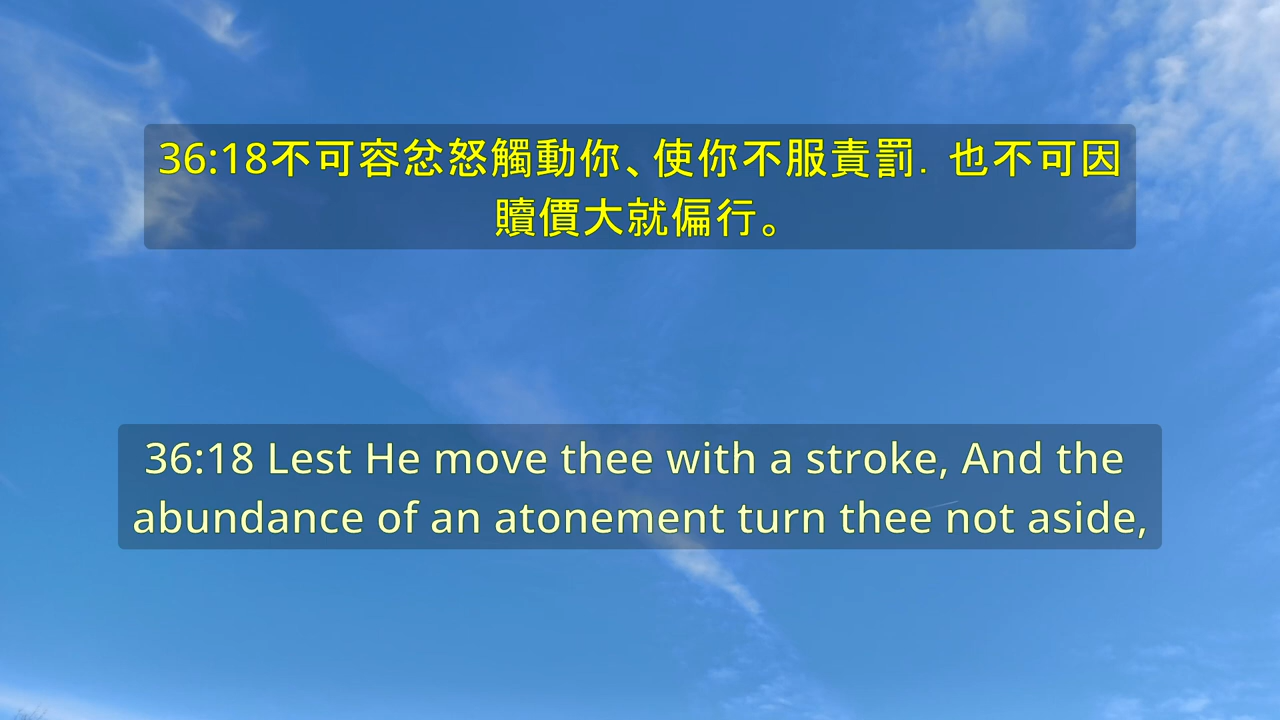 36:18不可容忿怒觸動你、使你不服責罰．也不可因
贖價大就偏行。
36:18 Lest He move thee with a stroke, And the
abundance of an atonement turn thee not aside,